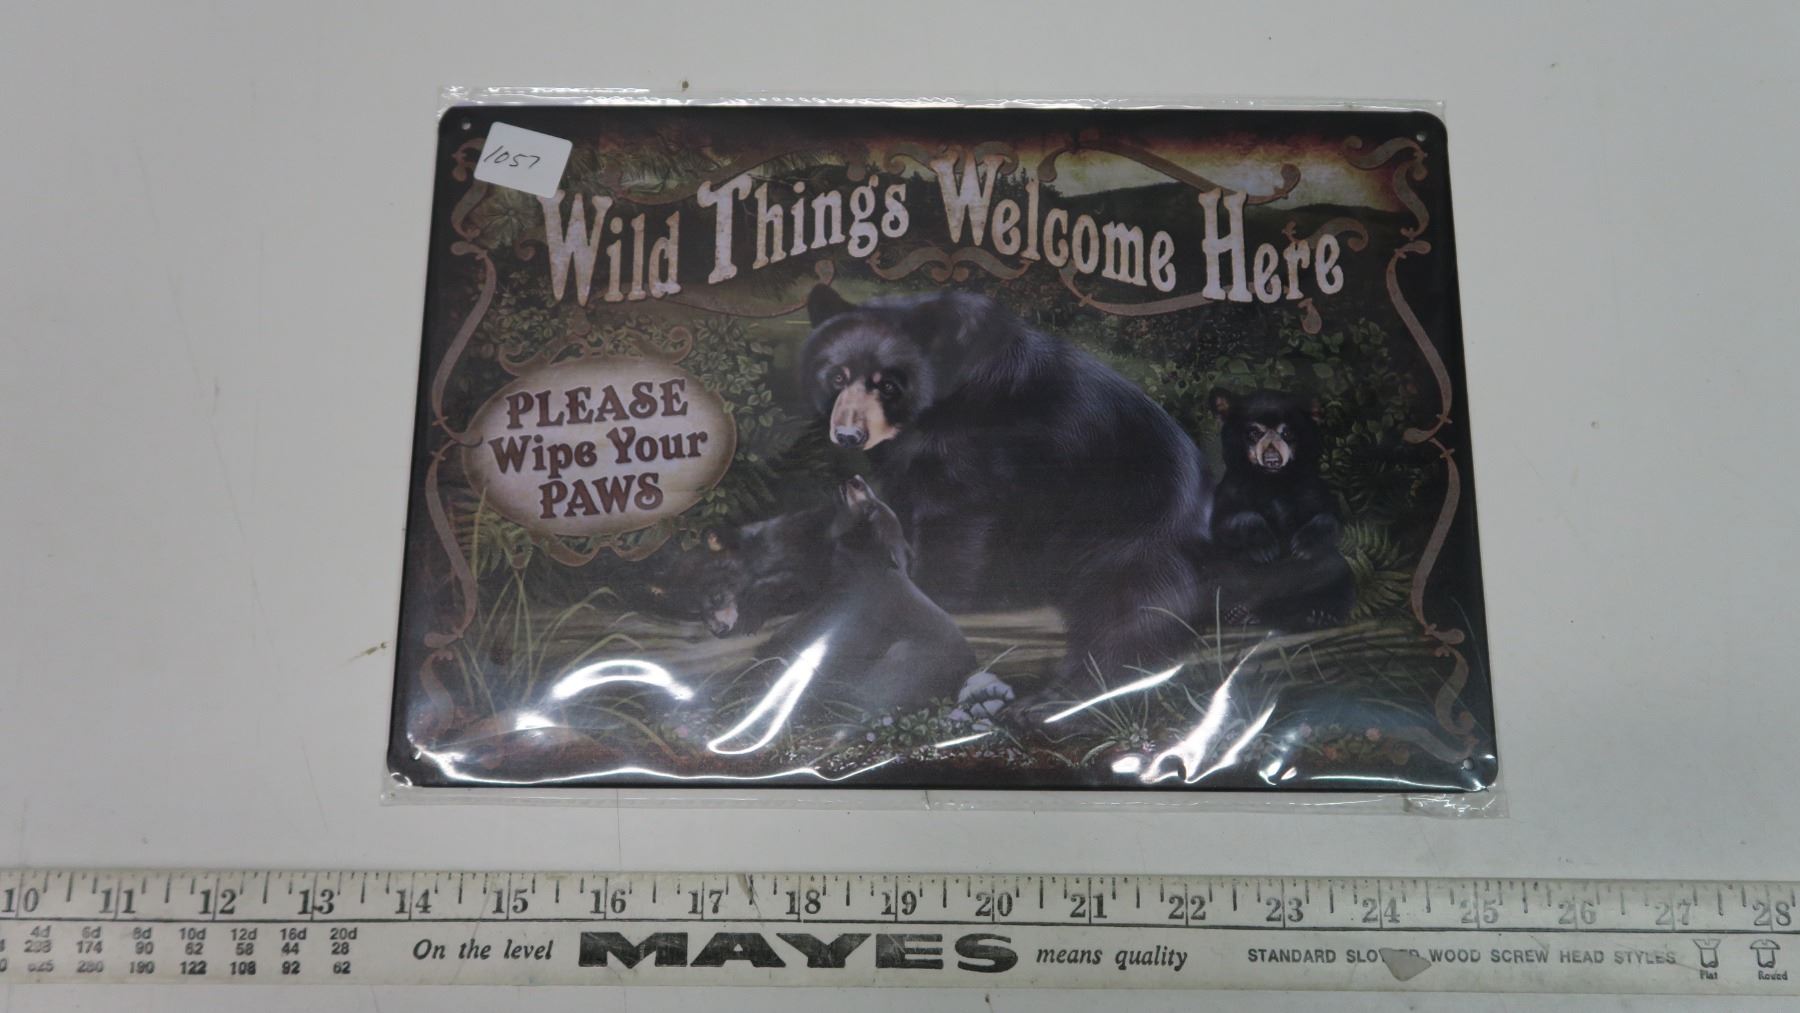 1057
Wild Things Welcome Here
PLEASE
Wipe Your
PAWS
10 11 12 13 14 15 16 17 18 19 20 21 22 23 24 25 26 27 28
4d 6d 8d 10d 12d 16d 20d
174 90 62 58 44 28
280 190 122 108 92 62
On the level MAYES means quality
STANDARD WOOD SCREW HEAD STYLES
Flat